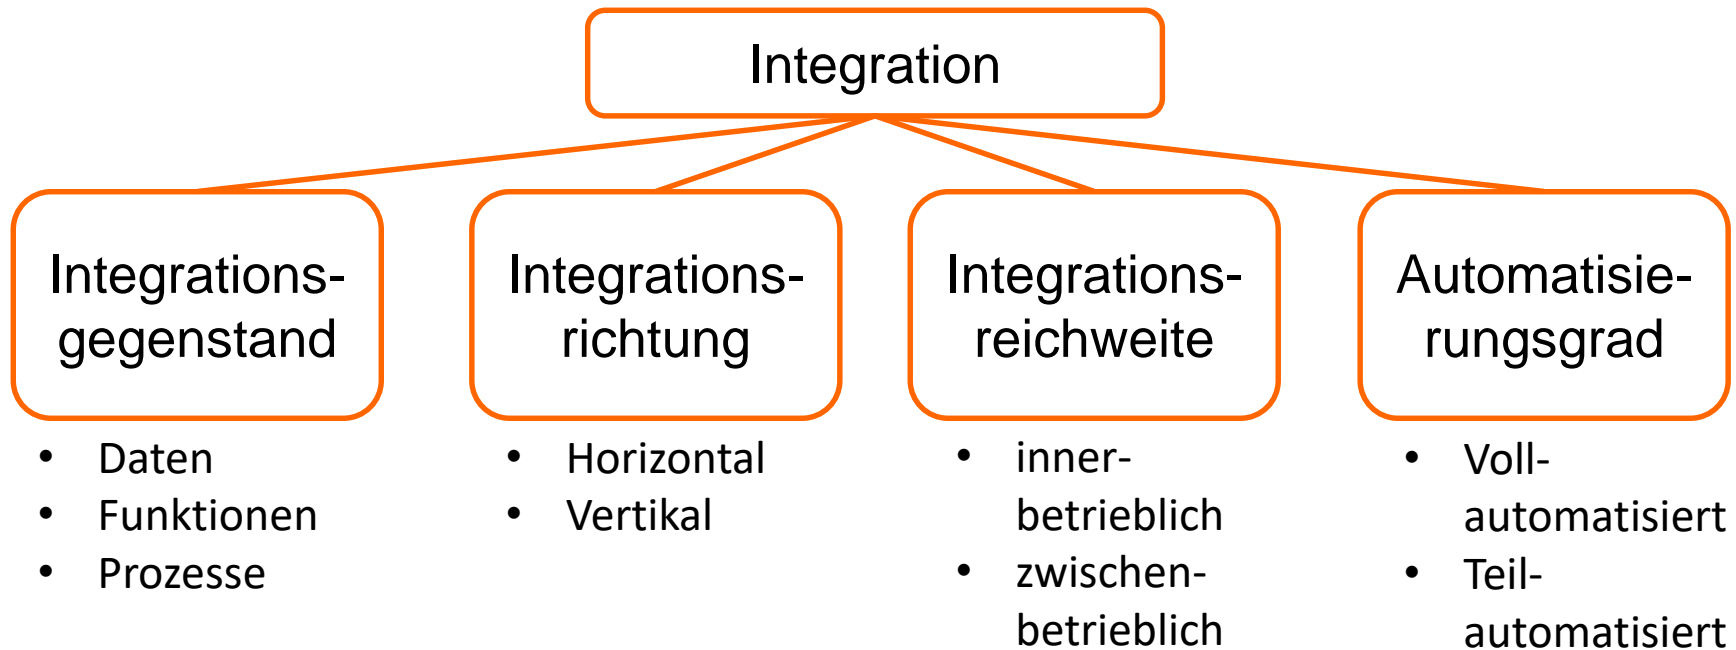 Integration
Integrations-
gegenstand
• Daten
• Funktionen
• Prozesse
Integrations-
richtung
• Horizontal
• Vertikal
Integrations-
reichweite
• inner-
betrieblich
• zwischen-
betrieblich
Automatisie-
rungsgrad
• Voll-
automatisiert
• Teil-
automatisiert